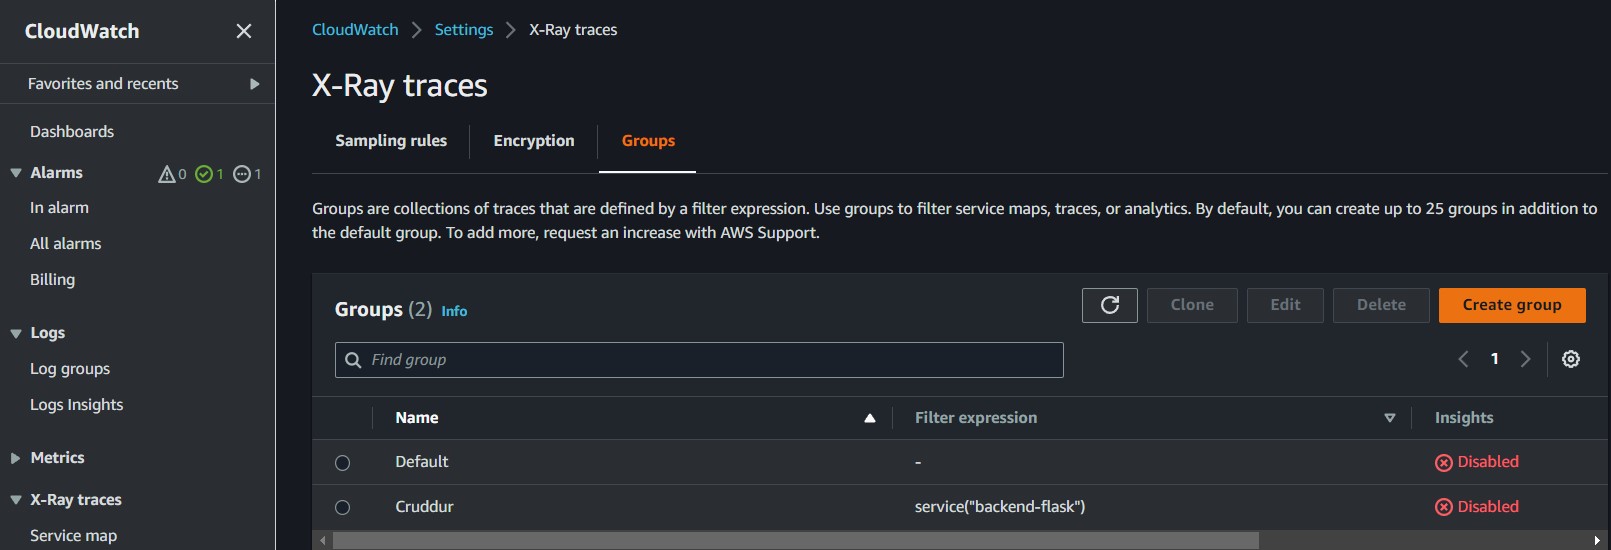 CloudWatch
Favorites and recents
Dashboards
Alarms 0 1 1
In alarm
All alarms
Billing
Logs
Log groups
Logs Insights
Metrics
X-Ray traces
Service map
CloudWatch Settings X-Ray traces
X-Ray traces
Sampling rules Encryption Groups
Groups are collections of traces that are defined by a filter expression. Use groups to filter service maps, traces, or analytics. By default, you can create up to 25 groups in addition to
the default group. To add more, request an increase with AWS Support.
Groups (2) Info Clone Edit Delete Create group
Find group 1
Name Filter expression Insights
Default - Disabled
Cruddur service("backend-flask") Disabled